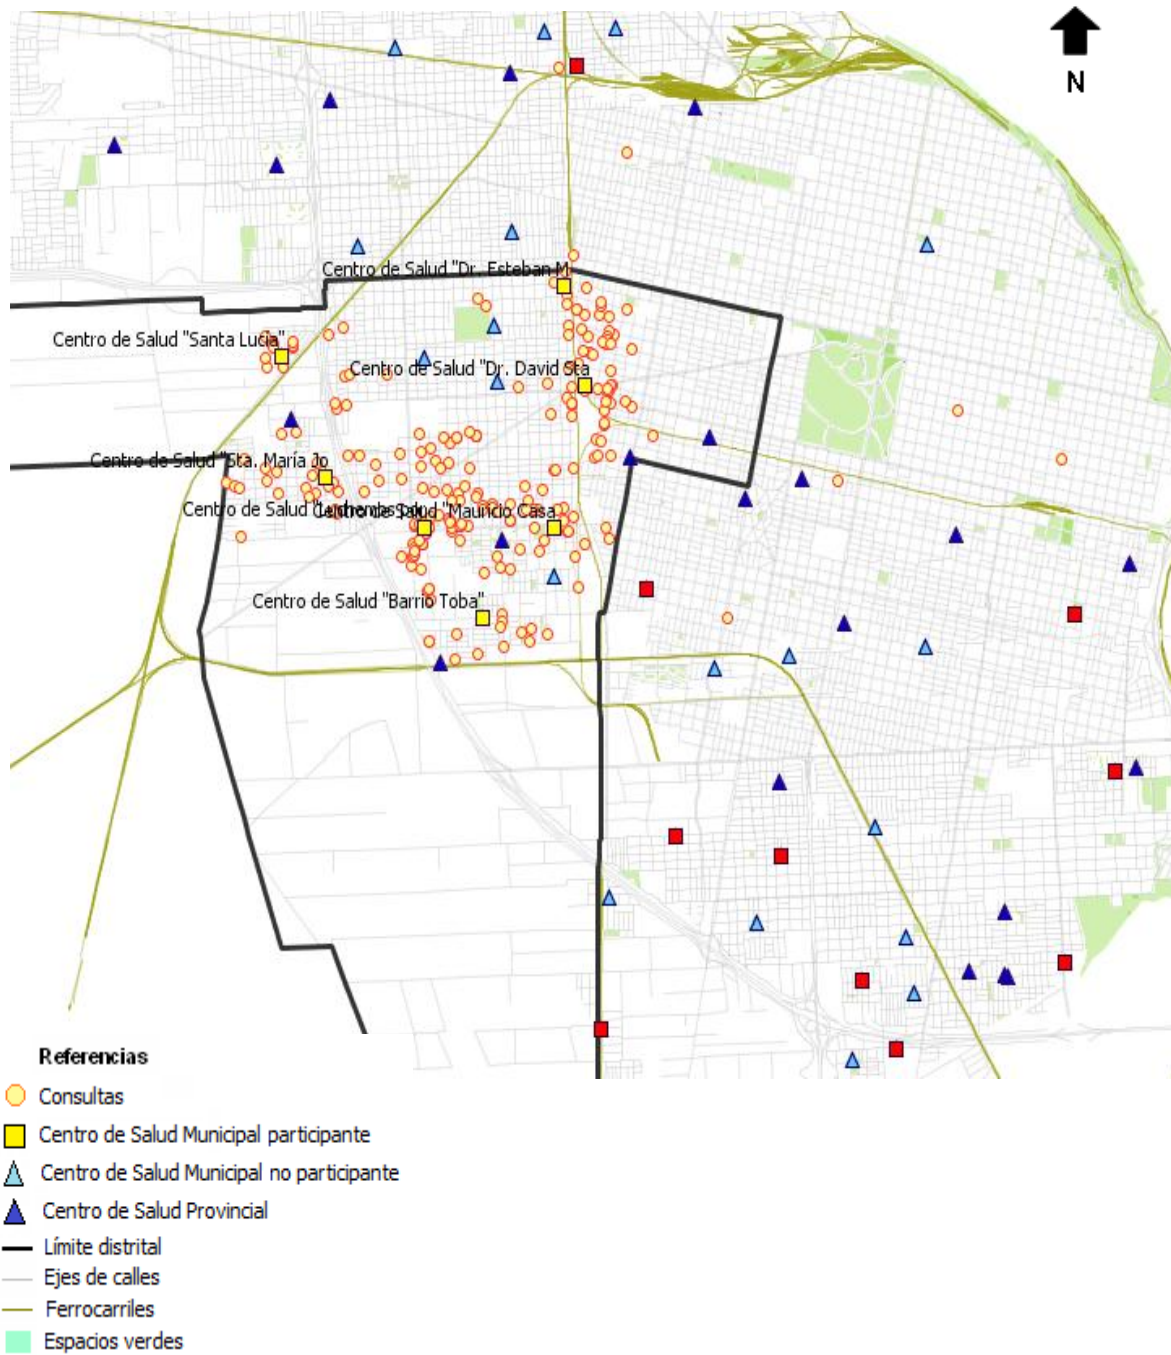 N
Centro de Salud "Dr. Esteban M
Centro de Salud "Santa Lucía"
Centro de Salud "Dr. David Sta
Centro de Salud "Sta. María Jo
Centro de Salud "
Centro de Salud "Mauricio Casa
Centro de Salud "Barrio Toba"
Referencias
Consultas
Centro de Salud Municipal participante
Centro de Salud Municipal no participante
Centro de Salud Provincial
Límite distrital
Ejes de calles
Ferrocarriles
Espacios verdes